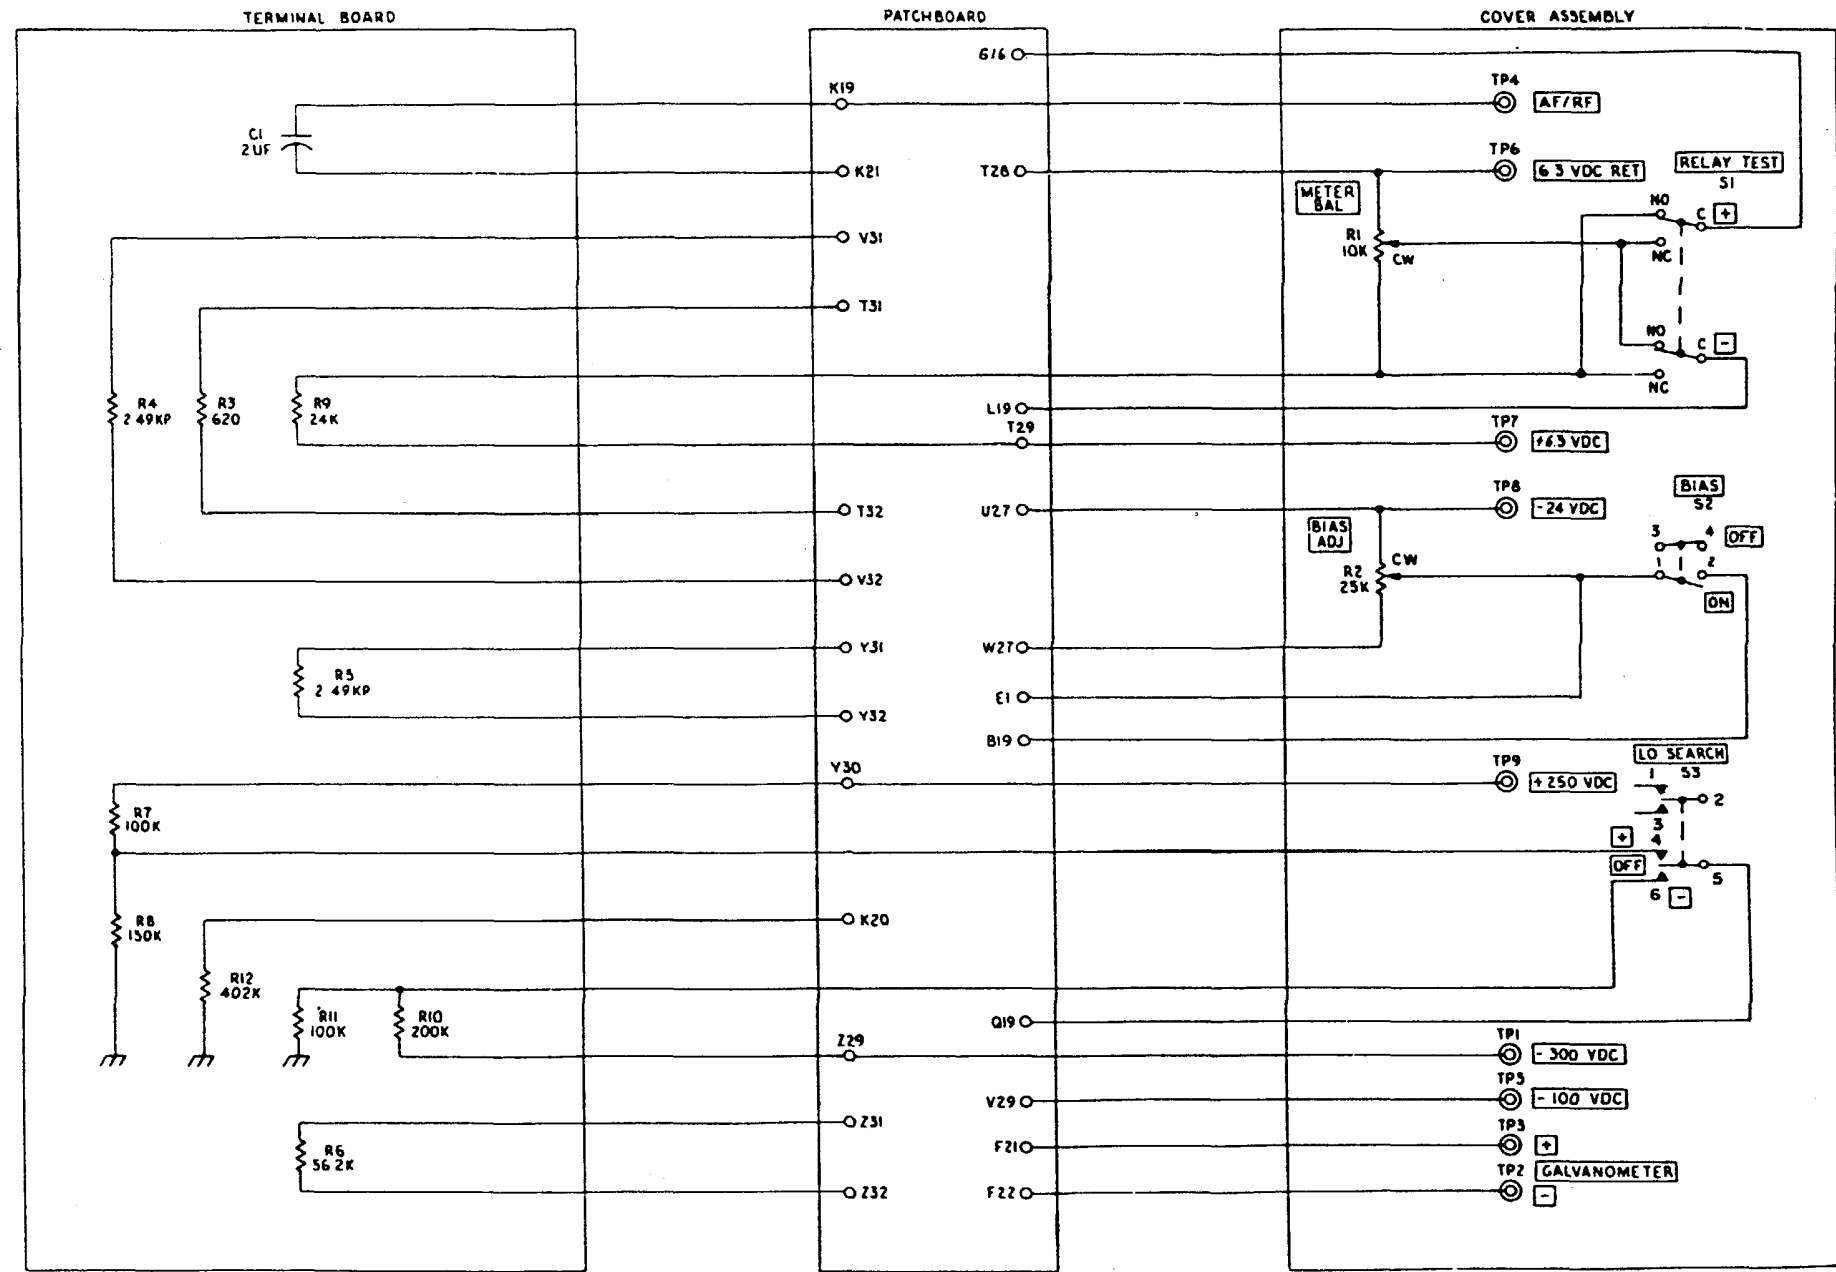 TERMINAL BOARD
PATCHBOARD
COVER ASSEMBLY
G16
K19
TP4
AF/RF
C1
2UF
K21
T28
TP6
6.3 VDC RET
RELAY TEST
S1
METER
BAL
NO
C
+
V31
R1
10K
CW
NC
T31
NO
C
-
NC
R4
2.49KP
R3
620
R9
24K
L19
T29
TP7
+6.3 VDC
T32
U27
TP8
-24 VDC
BIAS
S2
BIAS
ADJ
3
4
OFF
CW
1
2
V32
R2
25K
ON
Y31
W27
R5
2.49KP
E1
Y32
B19
LO SEARCH
Y30
TP9
+250 VDC
1
S3
2
R7
100K
3
+
4
OFF
5
6
-
R8
150K
K20
R12
402K
R11
100K
R10
200K
Q19
Z29
TP1
- 300 VDC
TP5
- 100 VDC
V29
Z31
TP3
F21
+
R6
56.2K
TP2
GALVANOMETER
Z32
F22
-